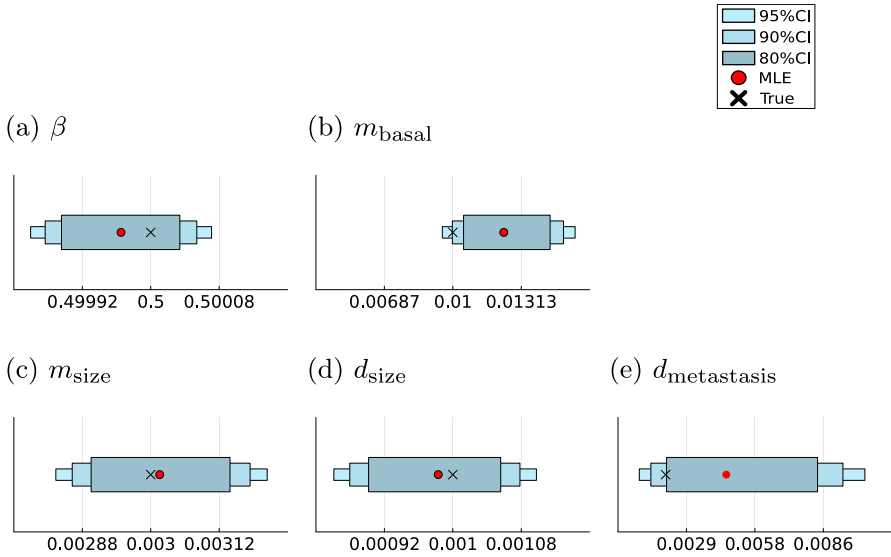 95%CI
90%CI
80%CI
MLE
True
(a) β
(b) m_basal
0.49992 0.5 0.50008
0.00687 0.01 0.01313
(c) m_size
(d) d_size
(e) d_metastasis
0.00288 0.003 0.00312
0.00092 0.001 0.00108
0.0029 0.0058 0.0086